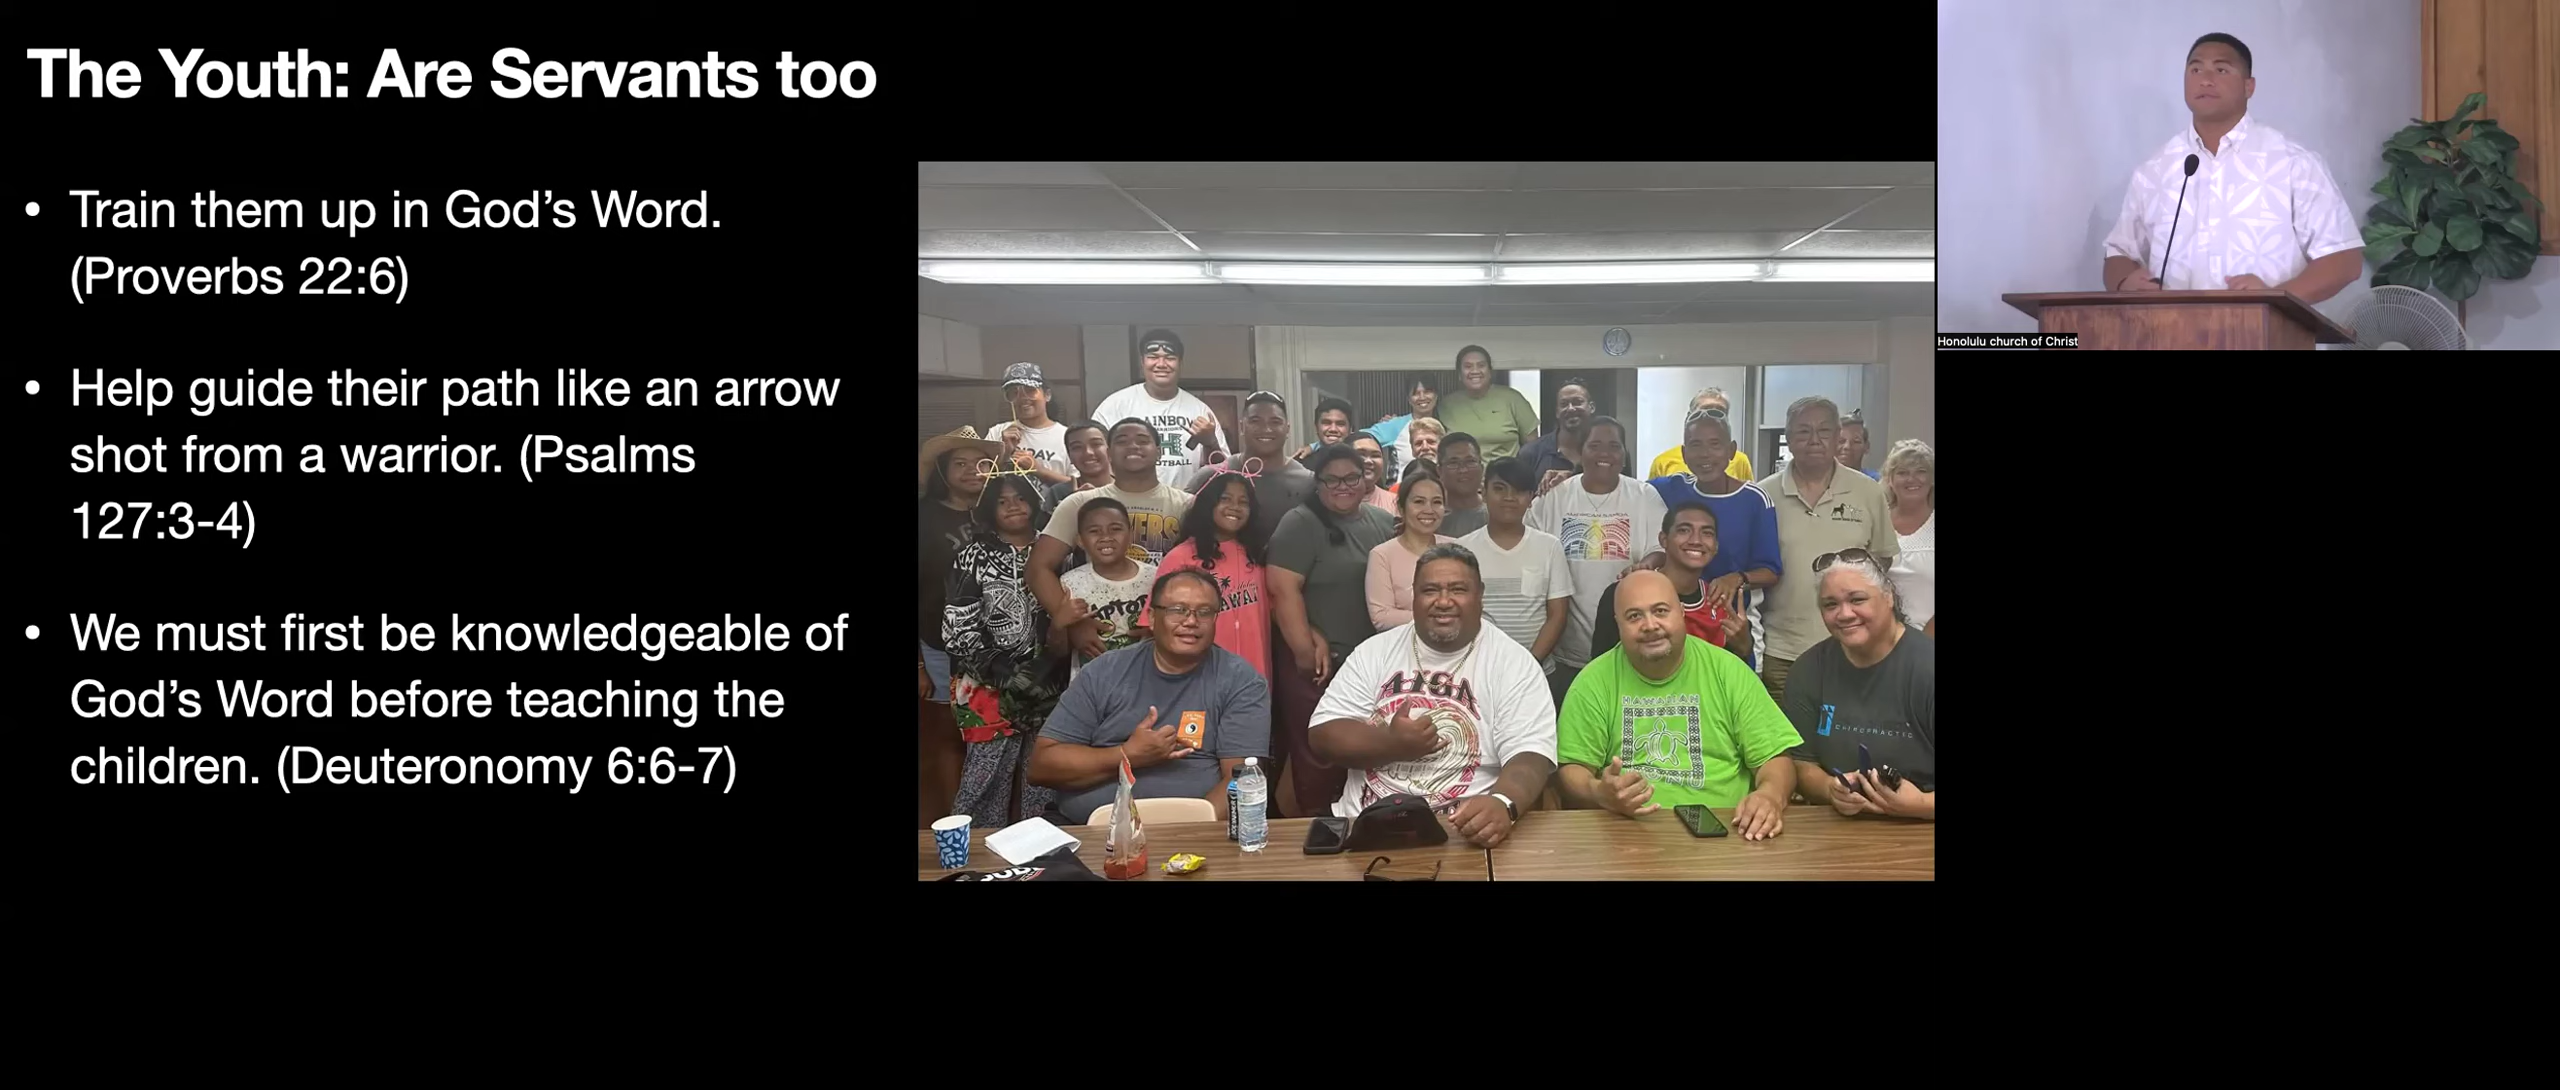 The Youth: Are Servants too
• Train them up in God's Word.
(Proverbs 22:6)
• Help guide their path like an arrow
shot from a warrior. (Psalms
127:3-4)
• We must first be knowledgeable of
God's Word before teaching the
children. (Deuteronomy 6:6-7)
Honolulu church of Christ
AIGA
HAWAIIAN
CHIROPRACTIC